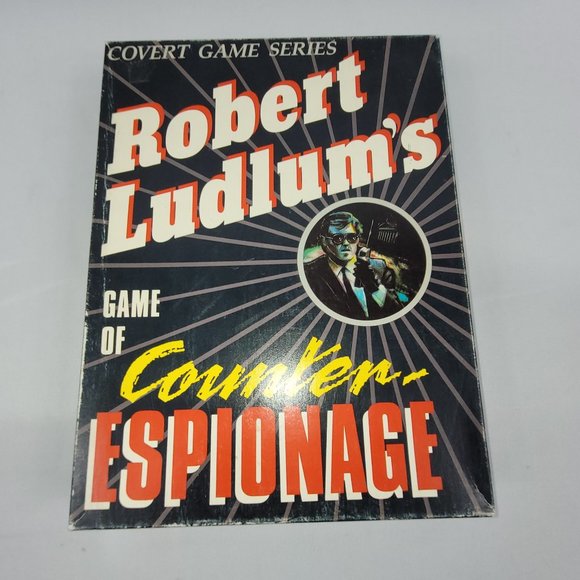 COVERT GAME SERIES
Robert
Ludlum's
GAME
OF
Counter-
ESPIONAGE